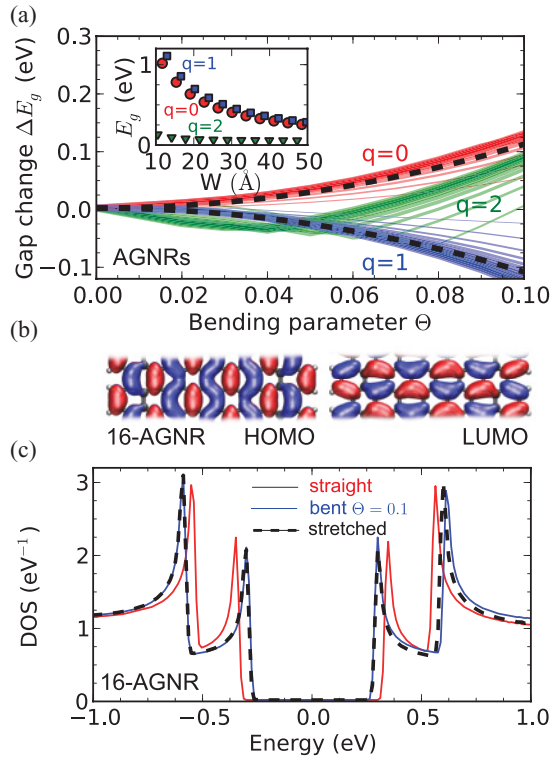 (a)
0.3
0.2
0.1
0.0
−0.1
Gap change ΔE_g (eV)
1
0
E_g (eV)
q=1
q=0
q=2
10 20 30 40 50
W (Å)
q=0
q=2
q=1
AGNRs
0.00 0.02 0.04 0.06 0.08 0.10
Bending parameter Θ
(b)
16-AGNR HOMO LUMO
(c)
straight
bent Θ = 0.1
stretched
3
2
1
0
DOS (eV⁻¹)
16-AGNR
−1.0 −0.5 0.0 0.5 1.0
Energy (eV)